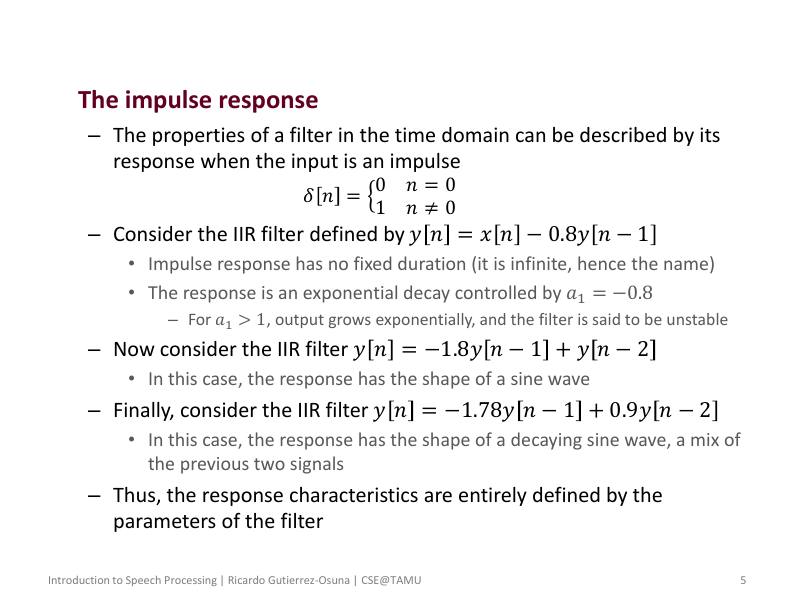 The impulse response
– The properties of a filter in the time domain can be described by its
response when the input is an impulse
δ[n] = {0 n = 0
1 n ≠ 0
– Consider the IIR filter defined by y[n] = x[n] − 0.8y[n − 1]
• Impulse response has no fixed duration (it is infinite, hence the name)
• The response is an exponential decay controlled by a₁ = −0.8
– For a₁ > 1, output grows exponentially, and the filter is said to be unstable
– Now consider the IIR filter y[n] = −1.8y[n − 1] + y[n − 2]
• In this case, the response has the shape of a sine wave
– Finally, consider the IIR filter y[n] = −1.78y[n − 1] + 0.9y[n − 2]
• In this case, the response has the shape of a decaying sine wave, a mix of
the previous two signals
– Thus, the response characteristics are entirely defined by the
parameters of the filter
Introduction to Speech Processing | Ricardo Gutierrez-Osuna | CSE@TAMU 5